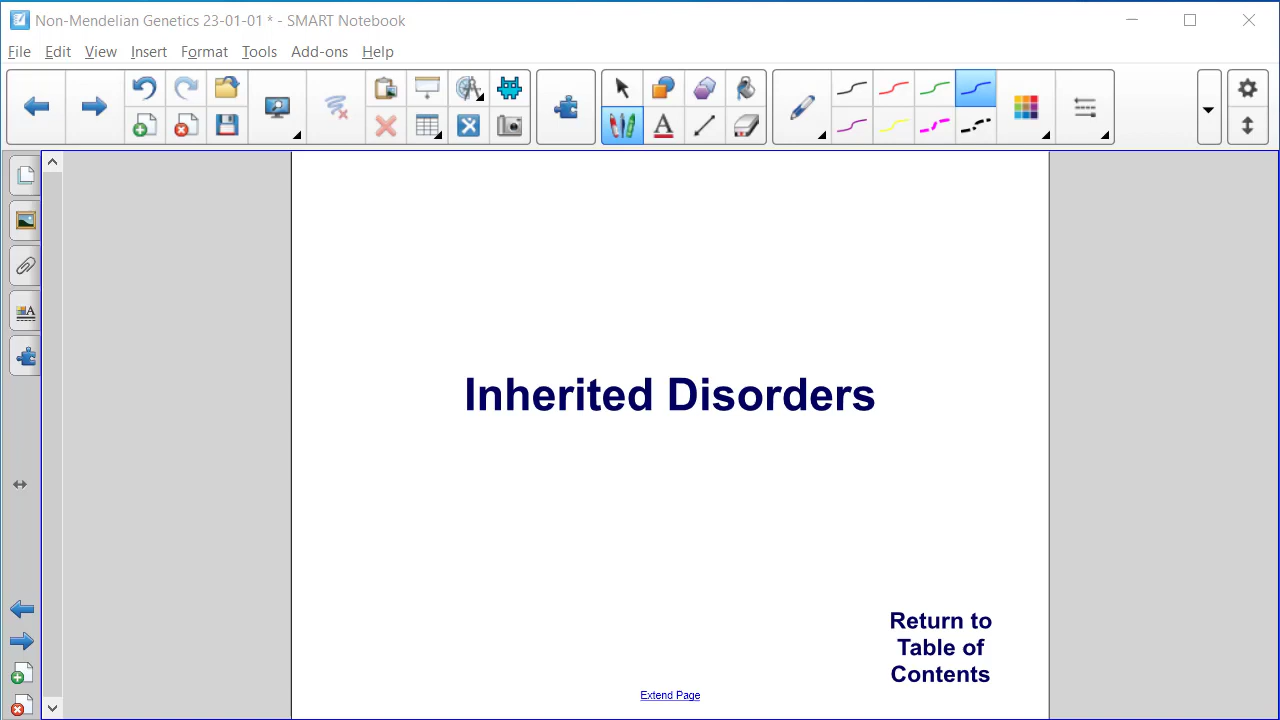 Non-Mendelian Genetics 23-01-01 * - SMART Notebook
File Edit View Insert Format Tools Add-ons Help
Inherited Disorders
Return to
Table of
Contents
Extend Page